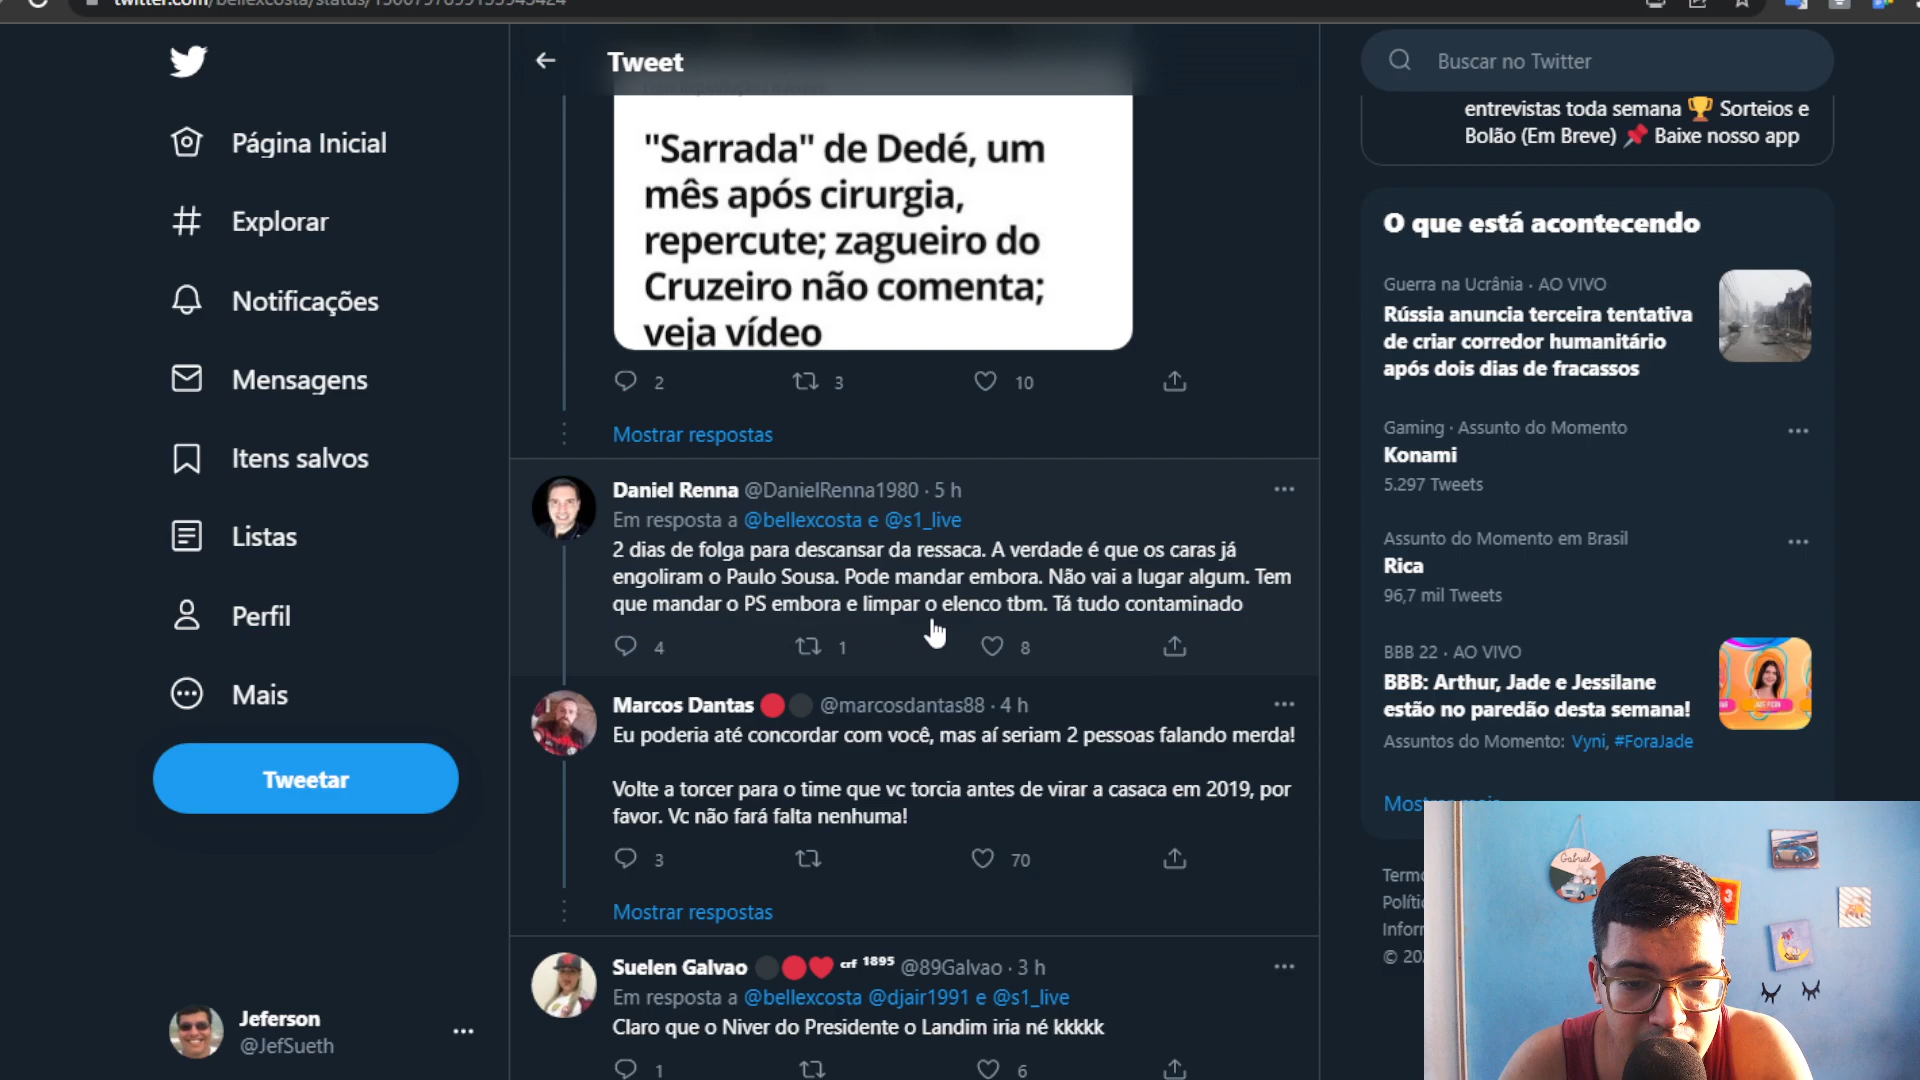 Página Inicial
Explorar
Notificações
Mensagens
Itens salvos
Listas
Perfil
Mais
Tweetar
Jeferson
@JefSueth
Tweet
"Sarrada" de Dedé, um
mês após cirurgia,
repercute; zagueiro do
Cruzeiro não comenta;
veja vídeo
2 3 10
Mostrar respostas
Daniel Renna @DanielRenna1980 · 5 h
Em resposta a @bellexcosta e @s1_live
2 dias de folga para descansar da ressaca. A verdade é que os caras já
engoliram o Paulo Sousa. Pode mandar embora. Não vai a lugar algum. Tem
que mandar o PS embora e limpar o elenco tbm. Tá tudo contaminado
4 1 8
Marcos Dantas 🔴⚫ @marcosdantas88 · 4 h
Eu poderia até concordar com você, mas aí seriam 2 pessoas falando merda!
Volte a torcer para o time que vc torcia antes de virar a casaca em 2019, por
favor. Vc não fará falta nenhuma!
3 70
Mostrar respostas
Suelen Galvao ⚫🔴❤️ crf 1895 @89Galvao · 3 h
Em resposta a @bellexcosta @djair1991 e @s1_live
Claro que o Niver do Presidente o Landim iria né kkkkk
1 6
Buscar no Twitter
entrevistas toda semana 🏆 Sorteios e
Bolão (Em Breve) 📌 Baixe nosso app
O que está acontecendo
Guerra na Ucrânia · AO VIVO
Rússia anuncia terceira tentativa
de criar corredor humanitário
após dois dias de fracassos
Gaming · Assunto do Momento
Konami
5.297 Tweets
Assunto do Momento em Brasil
Rica
96,7 mil Tweets
BBB 22 · AO VIVO
BBB: Arthur, Jade e Jessilane
estão no paredão desta semana!
Assuntos do Momento: Vyni, #ForaJade
Gabriel
3